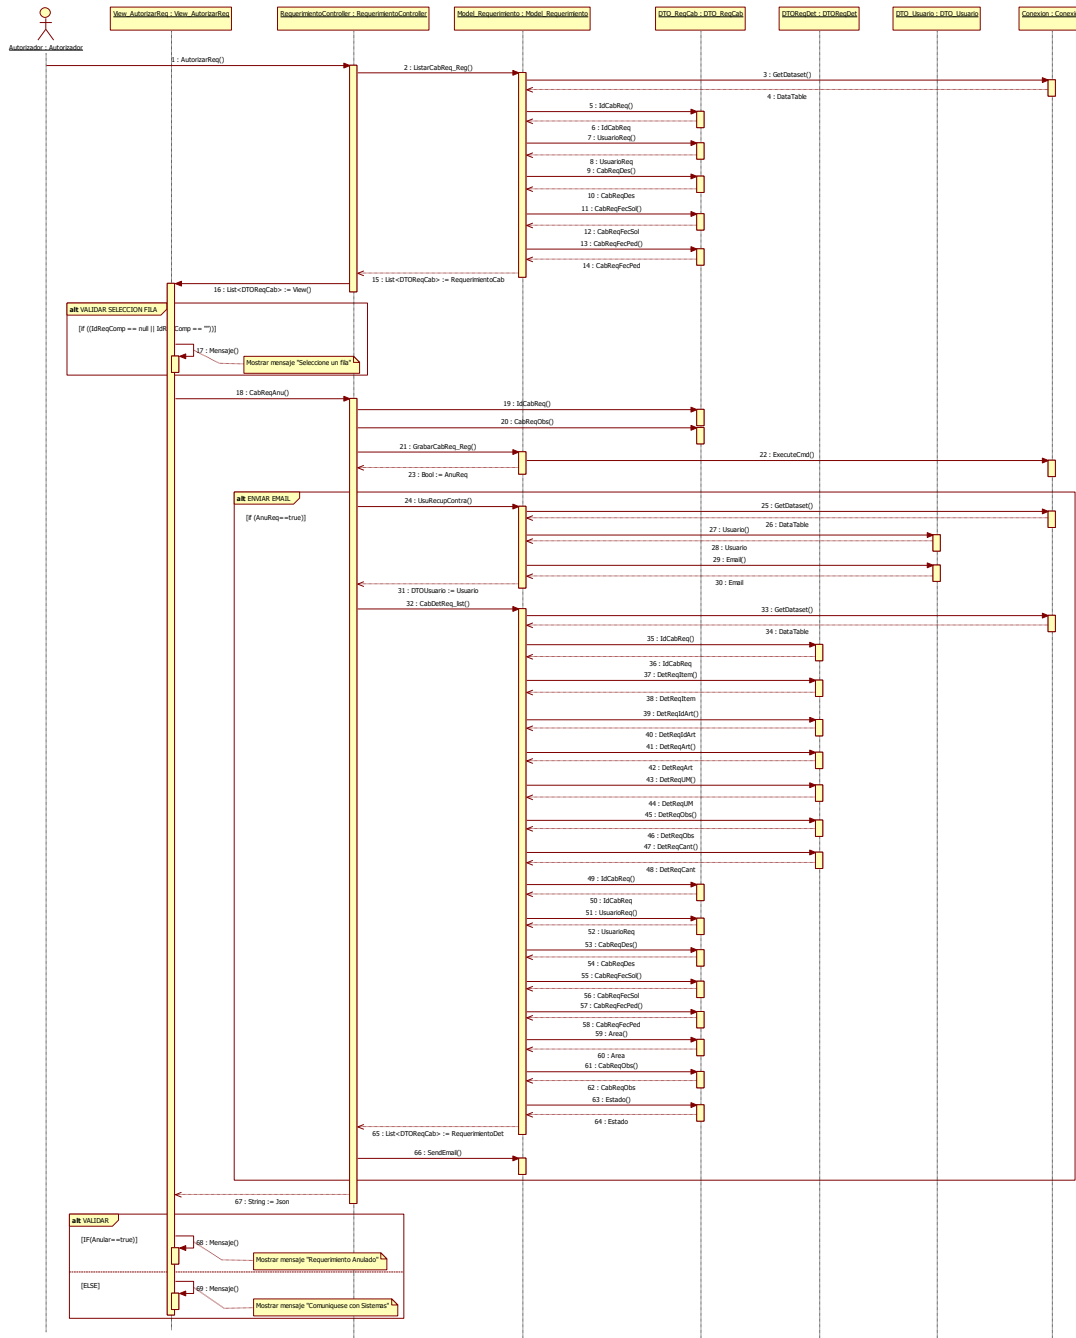 Autorizador : Autorizador
View_AutorizarReq : View_AutorizarReq
RequerimientoController : RequerimientoController
Model_Requerimiento : Model_Requerimiento
DTO_ReqCab : DTO_ReqCab
DTOReqDet : DTOReqDet
DTO_Usuario : DTO_Usuario
Conexion : Conexi
1 : AutorizarReq()
2 : ListarCabReq_Reg()
3 : GetDataset()
4 : DataTable
5 : IdCabReq()
6 : IdCabReq
7 : UsuarioReq()
8 : UsuarioReq
9 : CabReqDes()
10 : CabReqDes
11 : CabReqFecSol()
12 : CabReqFecSol
13 : CabReqFecPed()
14 : CabReqFecPed
15 : List<DTOReqCab> := RequerimientoCab
16 : List<DTOReqCab> := View()
alt VALIDAR SELECCION FILA
[if ((IdReqComp == null || IdR Comp == ""))]
17 : Mensaje()
Mostrar mensaje "Seleccione un fila"
18 : CabReqAnu()
19 : IdCabReq()
20 : CabReqObs()
21 : GrabarCabReq_Reg()
22 : ExecuteCmd()
23 : Bool := AnuReq
alt ENVIAR EMAIL
[if (AnuReq==true)]
24 : UsuRecupContra()
25 : GetDataset()
26 : DataTable
27 : Usuario()
28 : Usuario
29 : Email()
30 : Email
31 : DTOUsuario := Usuario
32 : CabDetReq_list()
33 : GetDataset()
34 : DataTable
35 : IdCabReq()
36 : IdCabReq
37 : DetReqItem()
38 : DetReqItem
39 : DetReqIdArt()
40 : DetReqIdArt
41 : DetReqArt()
42 : DetReqArt
43 : DetReqUM()
44 : DetReqUM
45 : DetReqObs()
46 : DetReqObs
47 : DetReqCant()
48 : DetReqCant
49 : IdCabReq()
50 : IdCabReq
51 : UsuarioReq()
52 : UsuarioReq
53 : CabReqDes()
54 : CabReqDes
55 : CabReqFecSol()
56 : CabReqFecSol
57 : CabReqFecPed()
58 : CabReqFecPed
59 : Area()
60 : Area
61 : CabReqObs()
62 : CabReqObs
63 : Estado()
64 : Estado
65 : List<DTOReqCab> := RequerimientoDet
66 : SendEmail()
67 : String := Json
alt VALIDAR
[IF(Anular==true)]
68 : Mensaje()
Mostrar mensaje "Requerimiento Anulado"
[ELSE]
69 : Mensaje()
Mostrar mensaje "Comuniquese con Sistemas"